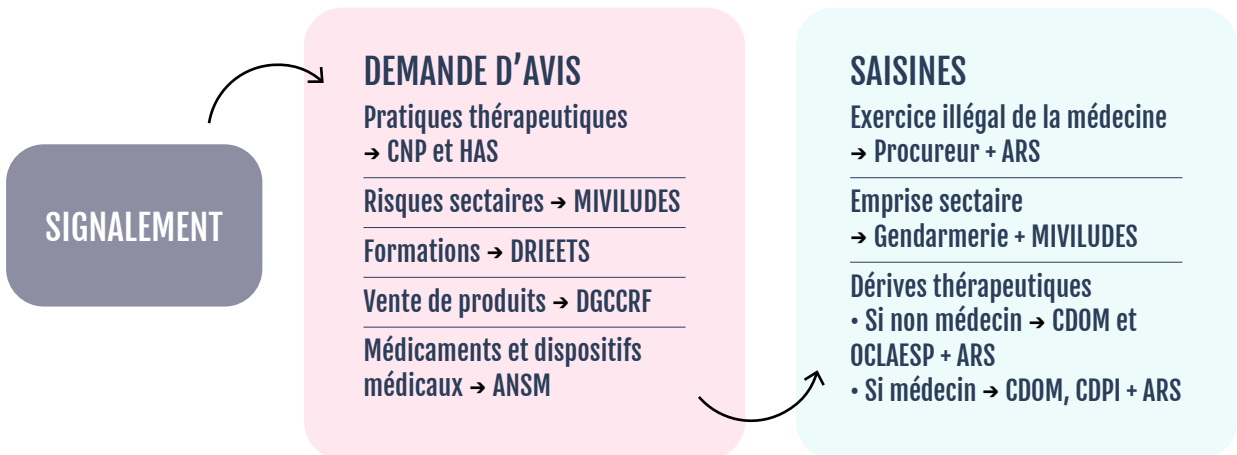 SIGNALEMENT
DEMANDE D’AVIS
Pratiques thérapeutiques
→ CNP et HAS
Risques sectaires → MIVILUDES
Formations → DRIEETS
Vente de produits → DGCCRF
Médicaments et dispositifs
médicaux → ANSM
SAISINES
Exercice illégal de la médecine
→ Procureur + ARS
Emprise sectaire
→ Gendarmerie + MIVILUDES
Dérives thérapeutiques
• Si non médecin → CDOM et
OCLAESP + ARS
• Si médecin → CDOM, CDPI + ARS